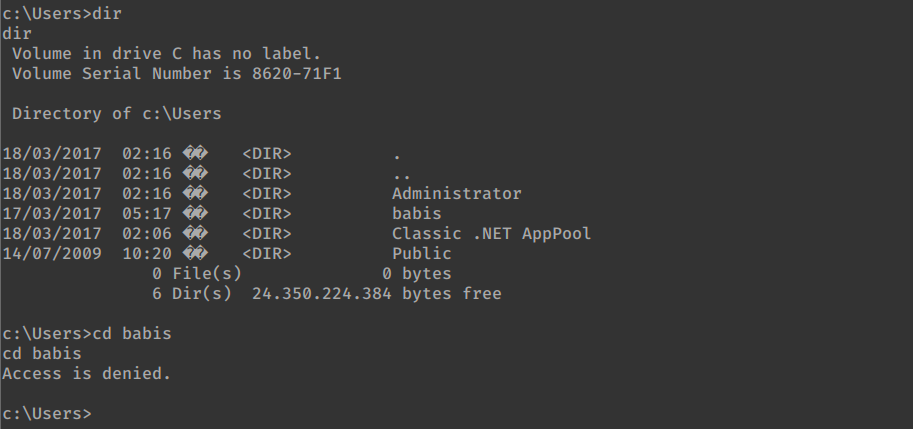 c:\Users>dir
dir
 Volume in drive C has no label.
 Volume Serial Number is 8620-71F1

 Directory of c:\Users

18/03/2017  02:16 ��    <DIR>          .
18/03/2017  02:16 ��    <DIR>          ..
18/03/2017  02:16 ��    <DIR>          Administrator
17/03/2017  05:17 ��    <DIR>          babis
18/03/2017  02:06 ��    <DIR>          Classic .NET AppPool
14/07/2009  10:20 ��    <DIR>          Public
               0 File(s)              0 bytes
               6 Dir(s)  24.350.224.384 bytes free

c:\Users>cd babis
cd babis
Access is denied.

c:\Users>